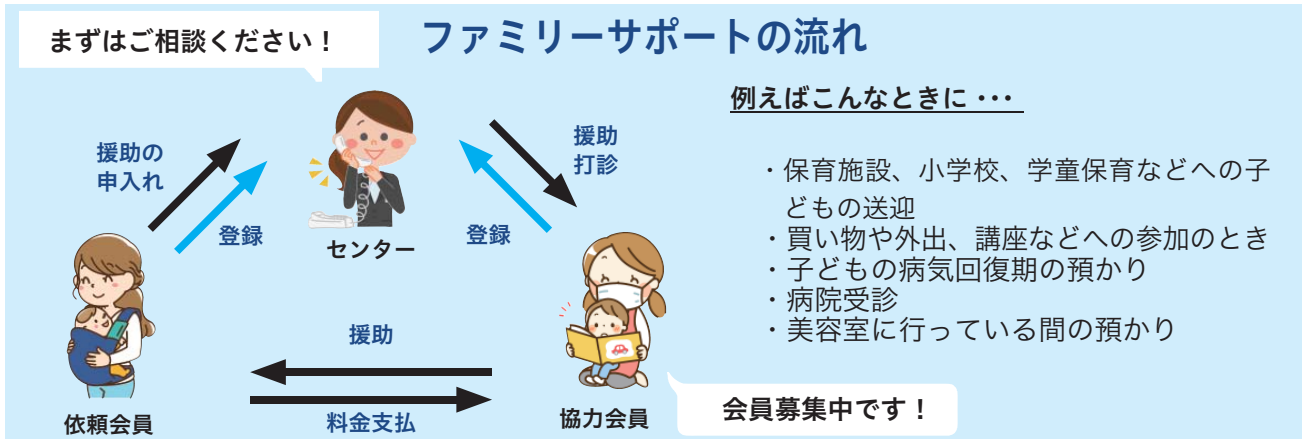 まずはご相談ください！
ファミリーサポートの流れ
例えばこんなときに・・・
援助の
申入れ
登録
センター
援助
打診
登録
・保育施設、小学校、学童保育などへの子
どもの送迎
・買い物や外出、講座などへの参加のとき
・子どもの病気回復期の預かり
・病院受診
・美容室に行っている間の預かり
援助
料金支払
依頼会員
協力会員
会員募集中です！